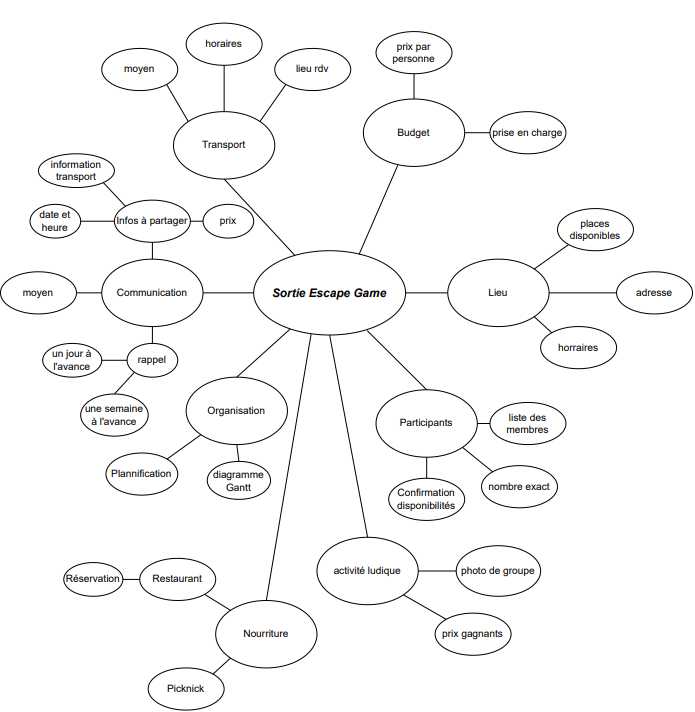 horaires
moyen
lieu rdv
Transport
prix par
personne
Budget
prise en charge
information
transport
date et
heure
Infos à partager
prix
places
disponibles
moyen
Communication
Sortie Escape Game
Lieu
adresse
horraires
un jour à
l'avance
rappel
une semaine
à l'avance
Organisation
Plannification
diagramme
Gantt
Participants
liste des
membres
nombre exact
Confirmation
disponibilités
activité ludique
photo de groupe
prix gagnants
Réservation
Restaurant
Nourriture
Picknick